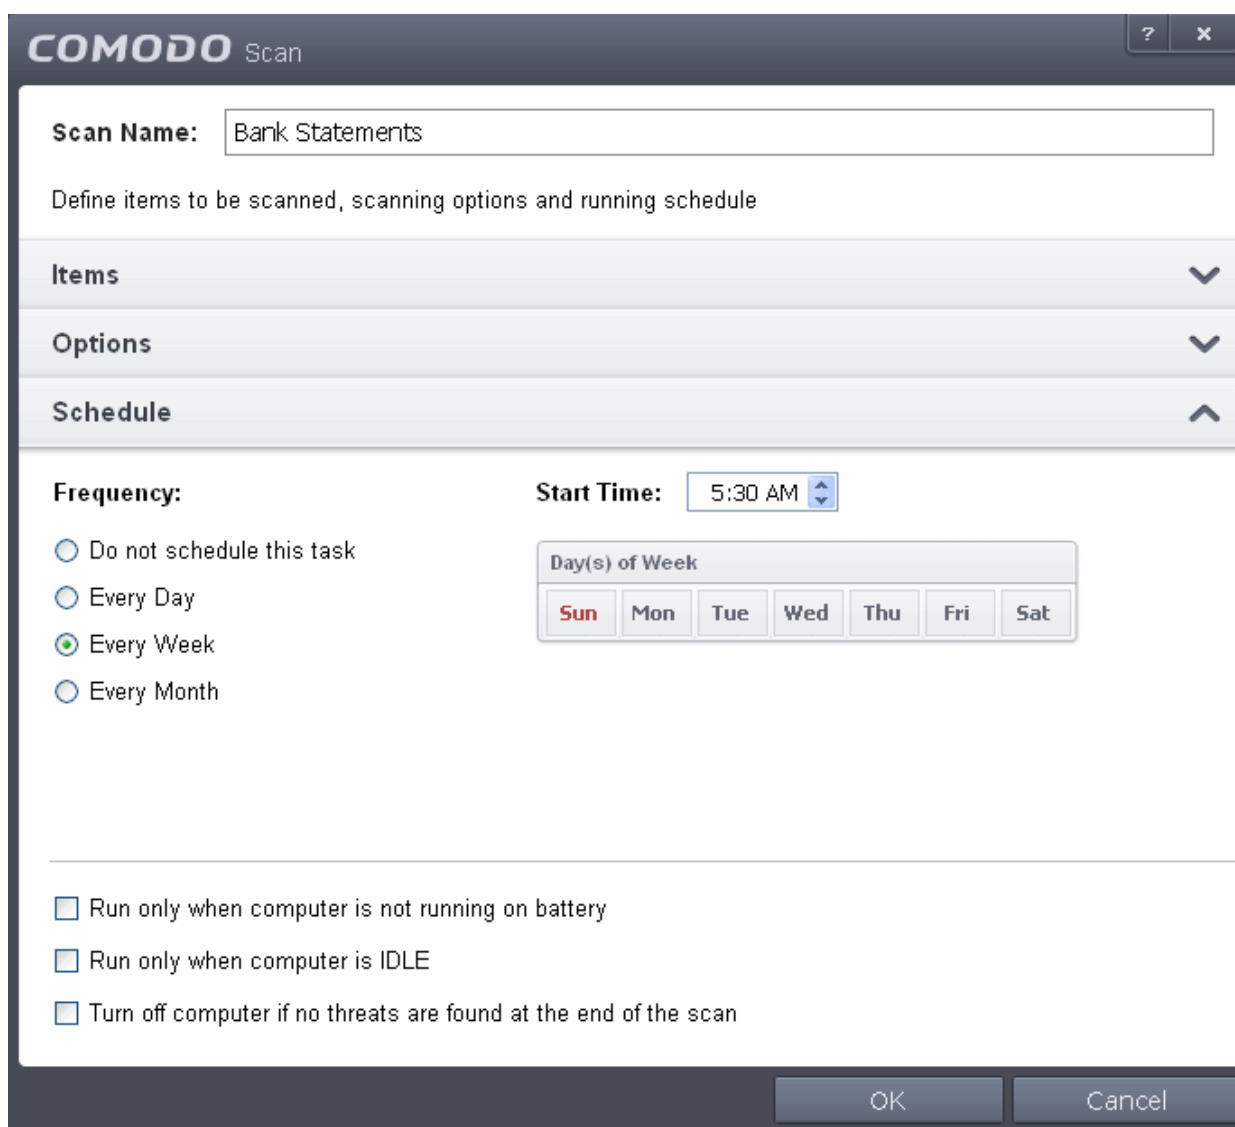 COMODO Scan
? x
Scan Name: Bank Statements
Define items to be scanned, scanning options and running schedule
Items
Options
Schedule
Frequency: Start Time: 5:30 AM
Do not schedule this task
Day(s) of Week
Every Day
Sun Mon Tue Wed Thu Fri Sat
Every Week
Every Month
Run only when computer is not running on battery
Run only when computer is IDLE
Turn off computer if no threats are found at the end of the scan
OK Cancel